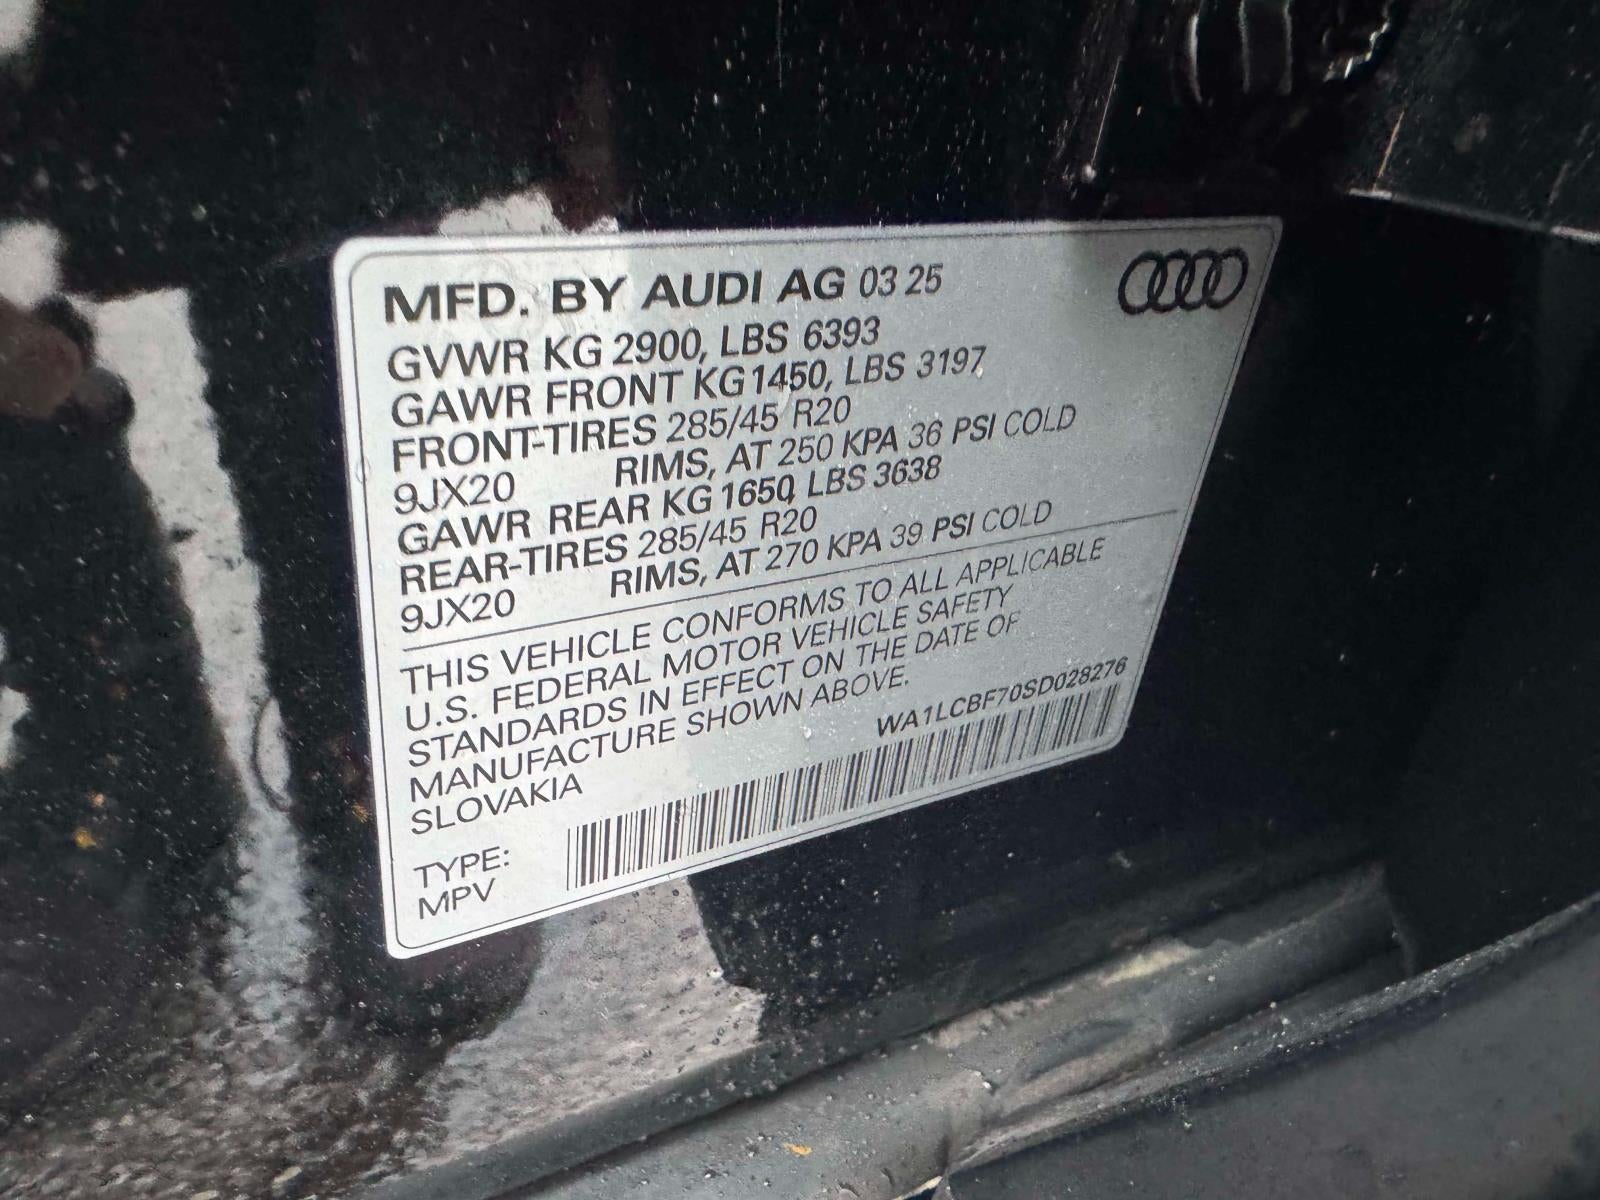 MFD. BY AUDI AG 03 25
GVWR KG 2900, LBS 6393
GAWR FRONT KG 1450, LBS 3197
FRONT-TIRES 285/45 R20
9JX20 RIMS, AT 250 KPA 36 PSI COLD
GAWR REAR KG 1650, LBS 3638
REAR-TIRES 285/45 R20
9JX20 RIMS, AT 270 KPA 39 PSI COLD
THIS VEHICLE CONFORMS TO ALL APPLICABLE
U.S. FEDERAL MOTOR VEHICLE SAFETY
STANDARDS IN EFFECT ON THE DATE OF
MANUFACTURE SHOWN ABOVE.
SLOVAKIA
WA1LCBF70SD028276
TYPE:
MPV